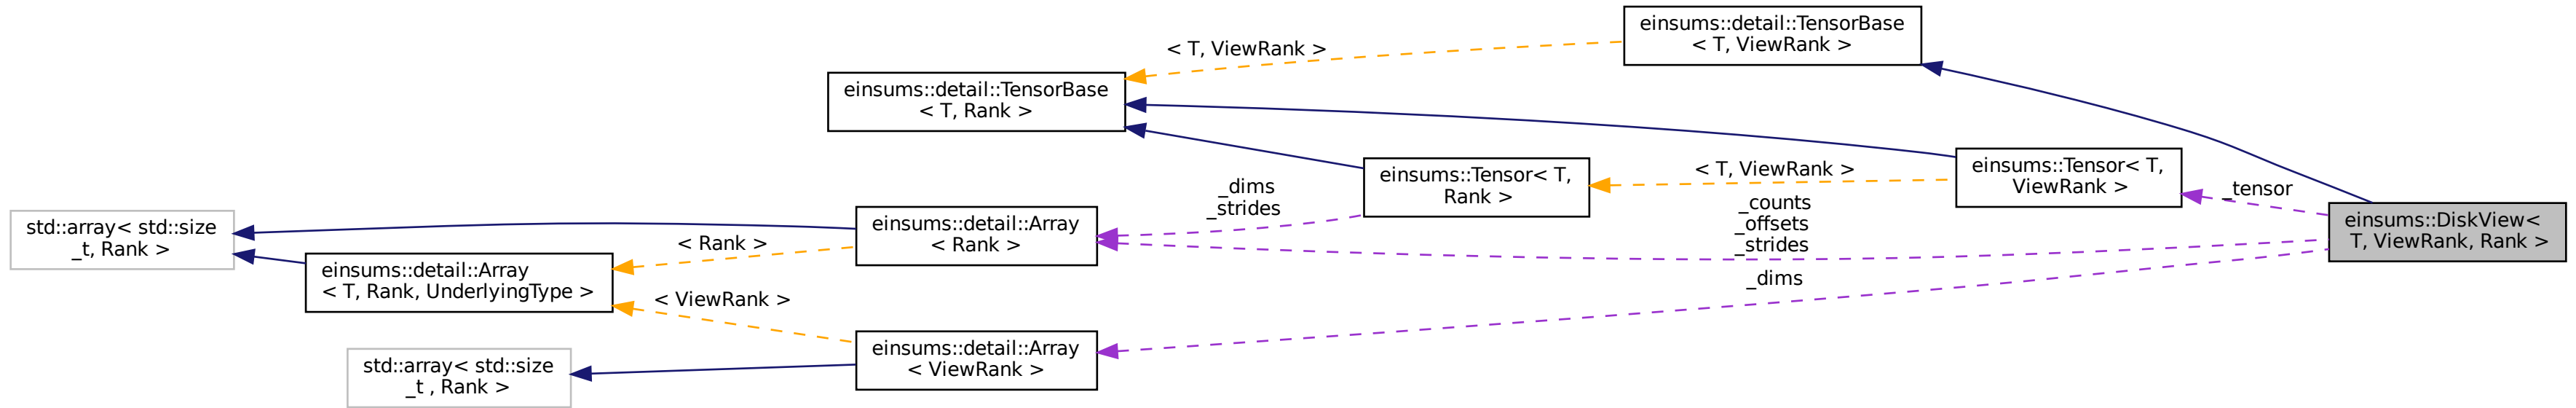 einsums::detail::TensorBase
< T, ViewRank >
< T, ViewRank >
einsums::detail::TensorBase
< T, Rank >
einsums::Tensor< T,
ViewRank >
< T, ViewRank >
einsums::Tensor< T,
Rank >
_tensor
_dims
_strides
_counts
_offsets
_strides
einsums::DiskView<
T, ViewRank, Rank >
std::array< std::size
_t, Rank >
einsums::detail::Array
< Rank >
< Rank >
einsums::detail::Array
< T, Rank, UnderlyingType >
_dims
< ViewRank >
einsums::detail::Array
< ViewRank >
std::array< std::size
_t , Rank >